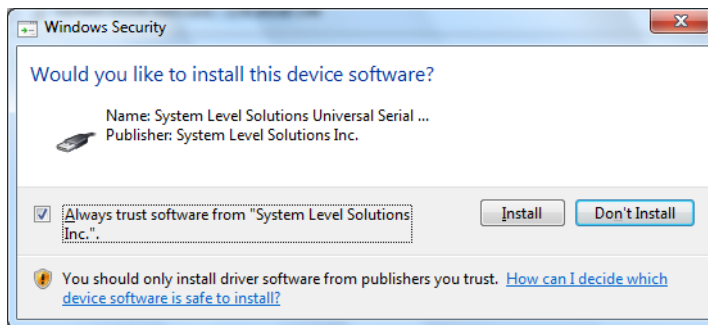 Windows Security
Would you like to install this device software?
Name: System Level Solutions Universal Serial ...
Publisher: System Level Solutions Inc.
Always trust software from "System Level Solutions
Inc.".
Install
Don't Install
You should only install driver software from publishers you trust. How can I decide which
device software is safe to install?